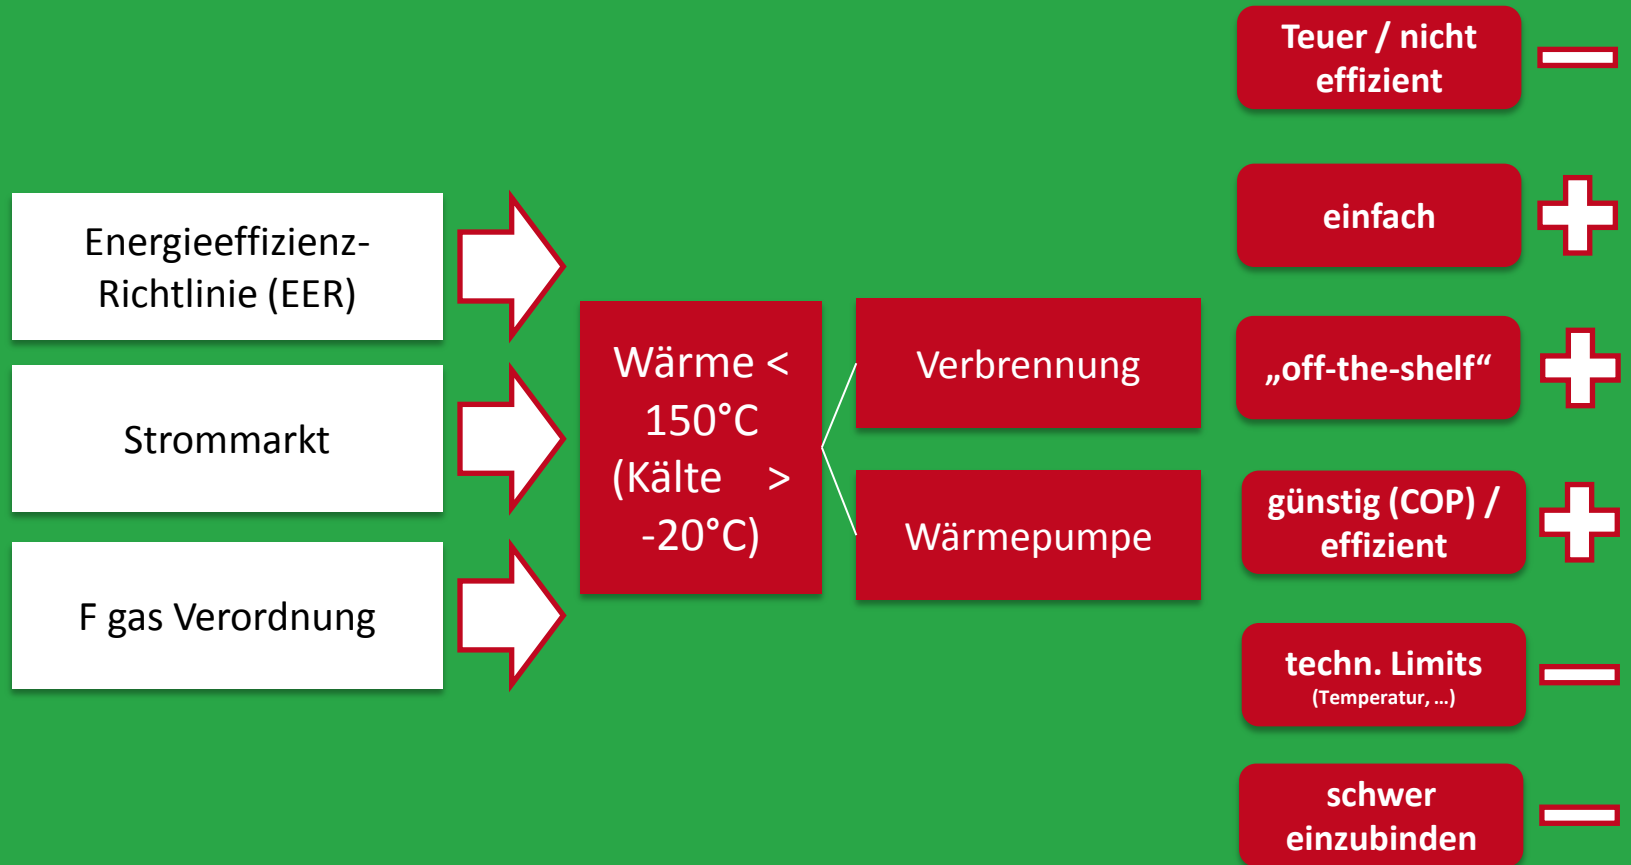 Energieeffizienz-
Richtlinie (EER)
Strommarkt
F gas Verordnung
Wärme <
150°C
(Kälte >
-20°C)
Verbrennung
Wärmepumpe
Teuer / nicht
effizient
einfach
„off-the-shelf“
günstig (COP) /
effizient
techn. Limits
(Temperatur, ...)
schwer
einzubinden